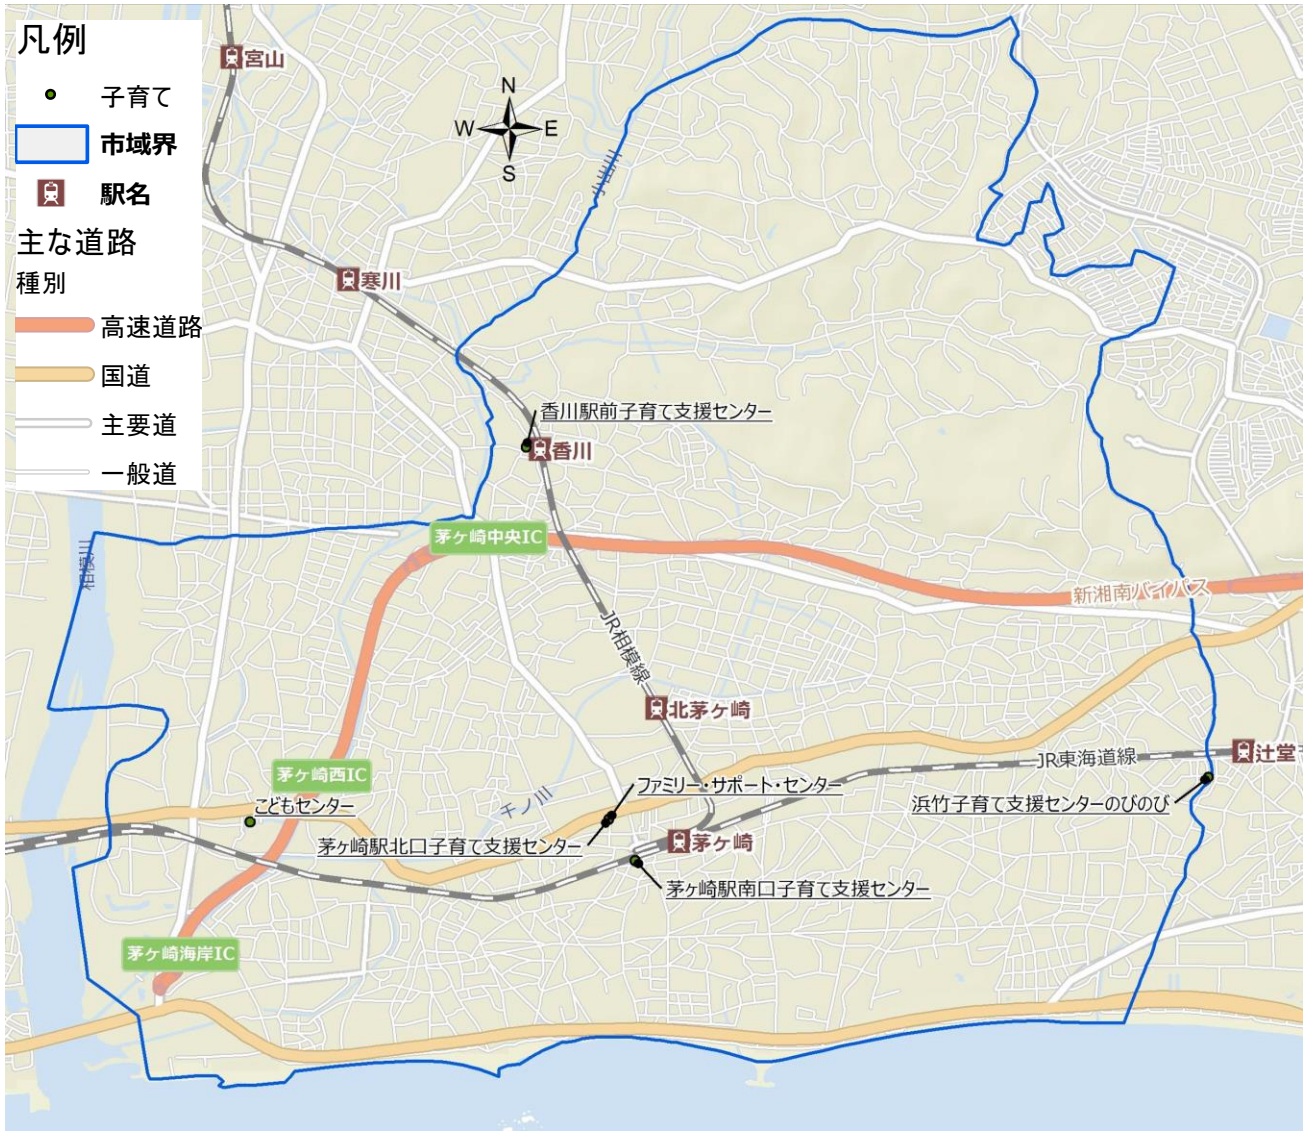 凡例
子育て
市域界
駅名
主な道路
種別
高速道路
国道
主要道
一般道
宮山
N
W
E
S
小出川
寒川
香川駅前子育て支援センター
香川
茅ヶ崎中央IC
相模川
新湘南バイパス
JR相模線
北茅ヶ崎
JR東海道線
辻堂
茅ヶ崎西IC
こどもセンター
千ノ川
ファミリー・サポート・センター
浜竹子育て支援センターのびのび
茅ヶ崎駅北口子育て支援センター
茅ヶ崎
茅ヶ崎駅南口子育て支援センター
茅ヶ崎海岸IC